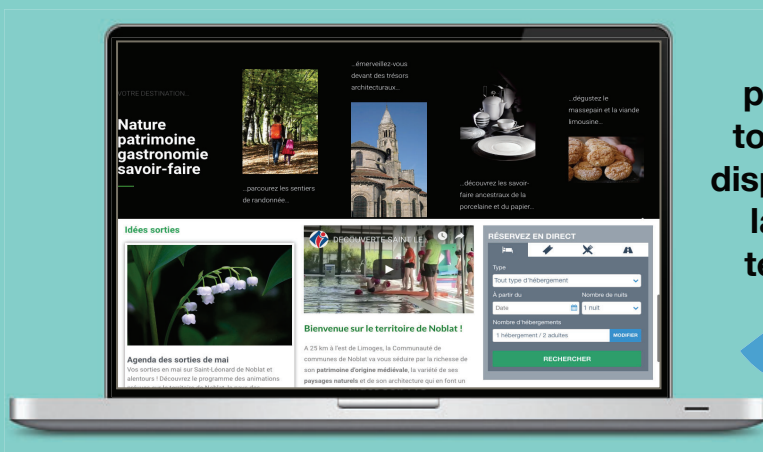 VOTRE DESTINATION...
Nature
patrimoine
gastronomie
savoir-faire
...parcourez les sentiers
de randonnée...
...émerveillez-vous
devant des trésors
architecturaux...
...découvrez les savoir-
faire ancestraux de la
porcelaine et du papier...
...dégustez le
massepain et la viande
limousine...
Idées sorties
Agenda des sorties de mai
Vos sorties en mai sur Saint-Léonard de Noblat et
alentours ! Découvrez le programme des animations
DECOUVERTE SAINT LE
Bienvenue sur le territoire de Noblat !
A 25 km à l'est de Limoges, la Communauté de
communes de Noblat va vous séduire par la richesse de
son patrimoine d'origine médiévale, la variété de ses
paysages naturels et de son architecture qui en font un
RÉSERVEZ EN DIRECT
Type
Tout type d'hébergement
À partir du
Nombre de nuits
Date
1 nuit
Nombre d'hébergements
1 hébergement / 2 adultes
MODIFIER
RECHERCHER
p
to
disp
la
te